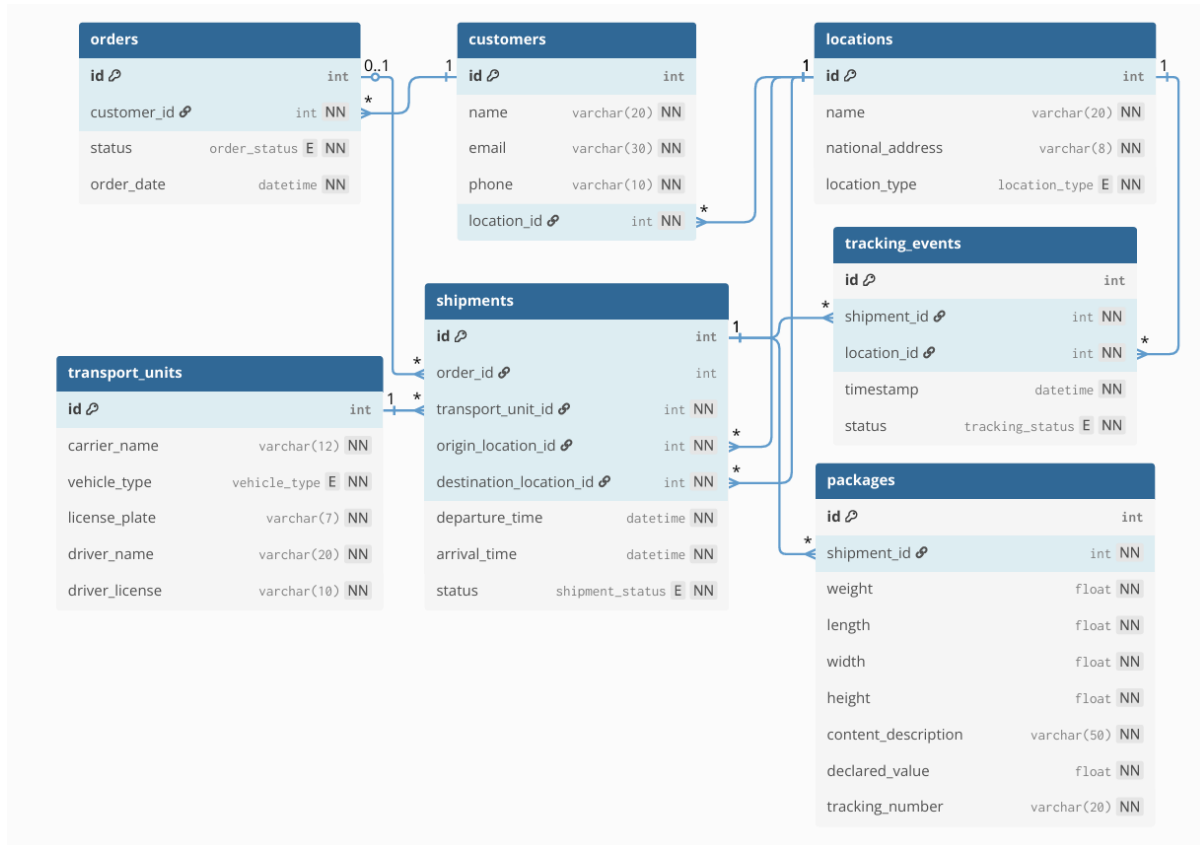 orders
id int
customer_id int NN
status order_status E NN
order_date datetime NN
0..1
*
customers
id int
name varchar(20) NN
email varchar(30) NN
phone varchar(10) NN
location_id int NN
1
*
locations
id int
name varchar(20) NN
national_address varchar(8) NN
location_type location_type E NN
1
1
tracking_events
id int
shipment_id int NN
location_id int NN
timestamp datetime NN
status tracking_status E NN
*
*
shipments
id int
order_id int
transport_unit_id int NN
origin_location_id int NN
destination_location_id int NN
departure_time datetime NN
arrival_time datetime NN
status shipment_status E NN
1
*
*
*
*
transport_units
id int
carrier_name varchar(12) NN
vehicle_type vehicle_type E NN
license_plate varchar(7) NN
driver_name varchar(20) NN
driver_license varchar(10) NN
1
packages
id int
shipment_id int NN
weight float NN
length float NN
width float NN
height float NN
content_description varchar(50) NN
declared_value float NN
tracking_number varchar(20) NN
*